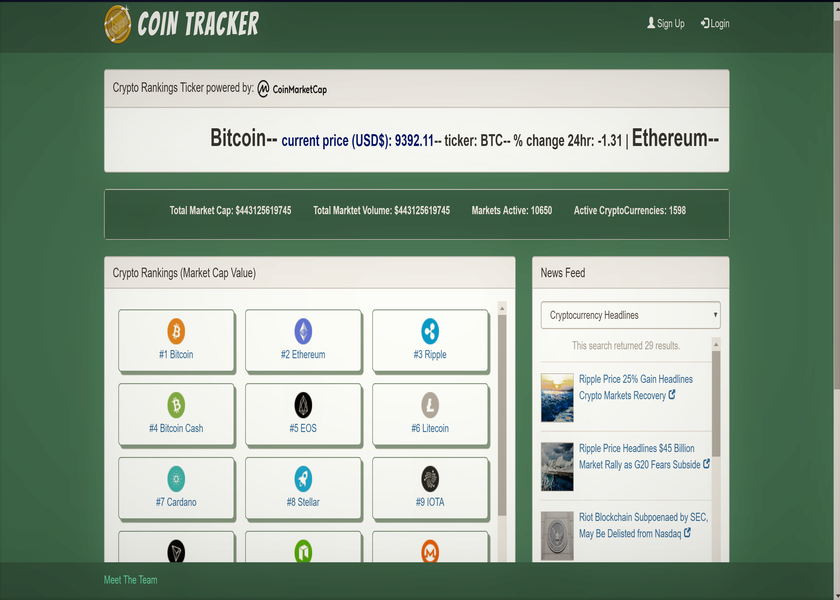 COIN TRACKER
Sign Up
Login
Crypto Rankings Ticker powered by: CoinMarketCap
Bitcoin-- current price (USD$): 9392.11-- ticker: BTC-- % change 24hr: -1.31 | Ethereum--
Total Market Cap: $443125619745
Total Marktet Volume: $443125619745
Markets Active: 10650
Active CryptoCurrencies: 1598
Crypto Rankings (Market Cap Value)
#1 Bitcoin
#2 Ethereum
#3 Ripple
#4 Bitcoin Cash
#5 EOS
#6 Litecoin
#7 Cardano
#8 Stellar
#9 IOTA
News Feed
Cryptocurrency Headlines
This search returned 29 results.
Ripple Price 25% Gain Headlines
Crypto Markets Recovery
Ripple Price Headlines $45 Billion
Market Rally as G20 Fears Subside
Riot Blockchain Subpoenaed by SEC,
May Be Delisted from Nasdaq
Meet The Team